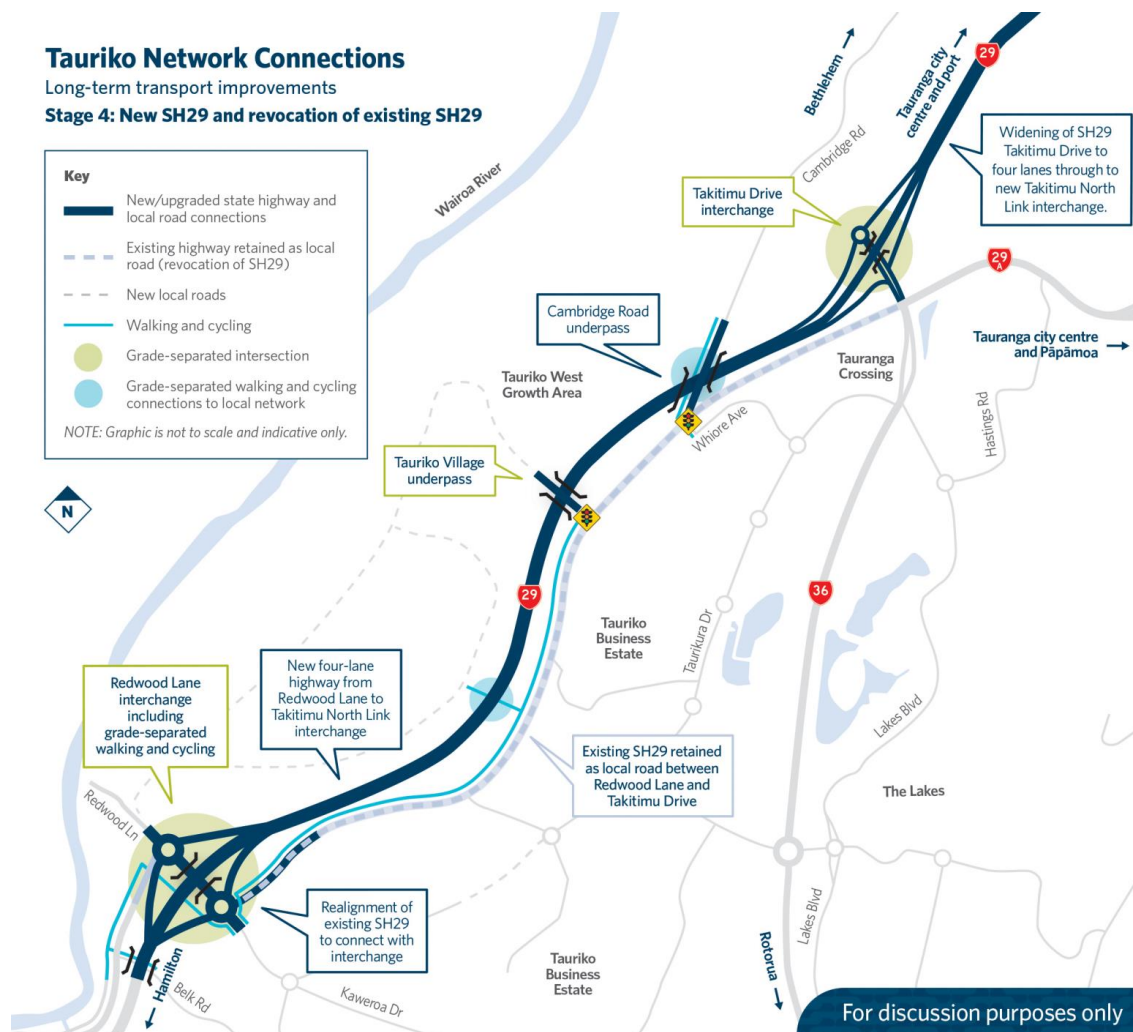 Tauriko Network Connections
Long-term transport improvements
Stage 4: New SH29 and revocation of existing SH29
Key
New/upgraded state highway and
local road connections
Existing highway retained as local
road (revocation of SH29)
New local roads
Walking and cycling
Grade-separated intersection
Grade-separated walking and cycling
connections to local network
NOTE: Graphic is not to scale and indicative only.
N
Wairoa River
Bethlehem
Cambridge Rd
Tauranga city
centre and port
29
Widening of SH29
Takitimu Drive to
four lanes through to
new Takitimu North
Link interchange.
Takitimu Drive
interchange
29
A
Tauranga city centre
and Pāpāmoa
Cambridge Road
underpass
Tauranga
Crossing
Tauriko West
Growth Area
Whiore Ave
Hastings Rd
Tauriko Village
underpass
29
36
Tauriko
Business
Estate
Taurikura Dr
Redwood Lane
interchange
including
grade-separated
walking and cycling
New four-lane
highway from
Redwood Lane to
Takitimu North Link
interchange
Existing SH29 retained
as local road between
Redwood Lane and
Takitimu Drive
Lakes Blvd
The Lakes
Redwood Ln
Realignment of
existing SH29
to connect with
interchange
Hamilton
Belk Rd
Kaweroa Dr
Tauriko
Business
Estate
Rotorua
Lakes Blvd
For discussion purposes only